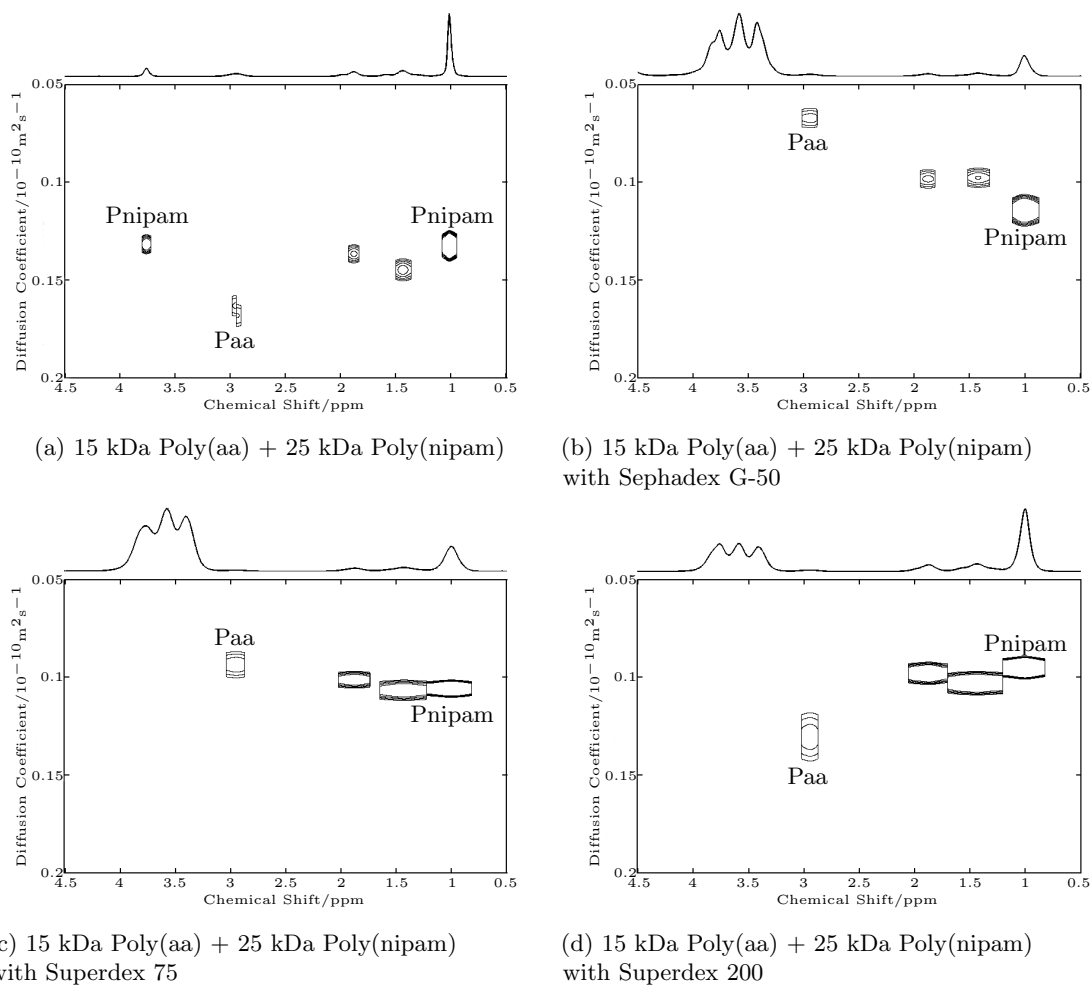 0.05
0.1
0.15
0.2
Diffusion Coefficient/10⁻¹⁰m²s⁻¹
Pnipam
Pnipam
Paa
4.5 4 3.5 3 2.5 2 1.5 1 0.5
Chemical Shift/ppm
(a) 15 kDa Poly(aa) + 25 kDa Poly(nipam)
0.05
0.1
0.15
0.2
Diffusion Coefficient/10⁻¹⁰m²s⁻¹
Paa
Pnipam
4.5 4 3.5 3 2.5 2 1.5 1 0.5
Chemical Shift/ppm
(b) 15 kDa Poly(aa) + 25 kDa Poly(nipam)
with Sephadex G-50
0.05
0.1
0.15
0.2
Diffusion Coefficient/10⁻¹⁰m²s⁻¹
Paa
Pnipam
4.5 4 3.5 3 2.5 2 1.5 1 0.5
Chemical Shift/ppm
c) 15 kDa Poly(aa) + 25 kDa Poly(nipam)
with Superdex 75
0.05
0.1
0.15
0.2
Diffusion Coefficient/10⁻¹⁰m²s⁻¹
Pnipam
Paa
4.5 4 3.5 3 2.5 2 1.5 1 0.5
Chemical Shift/ppm
(d) 15 kDa Poly(aa) + 25 kDa Poly(nipam)
with Superdex 200